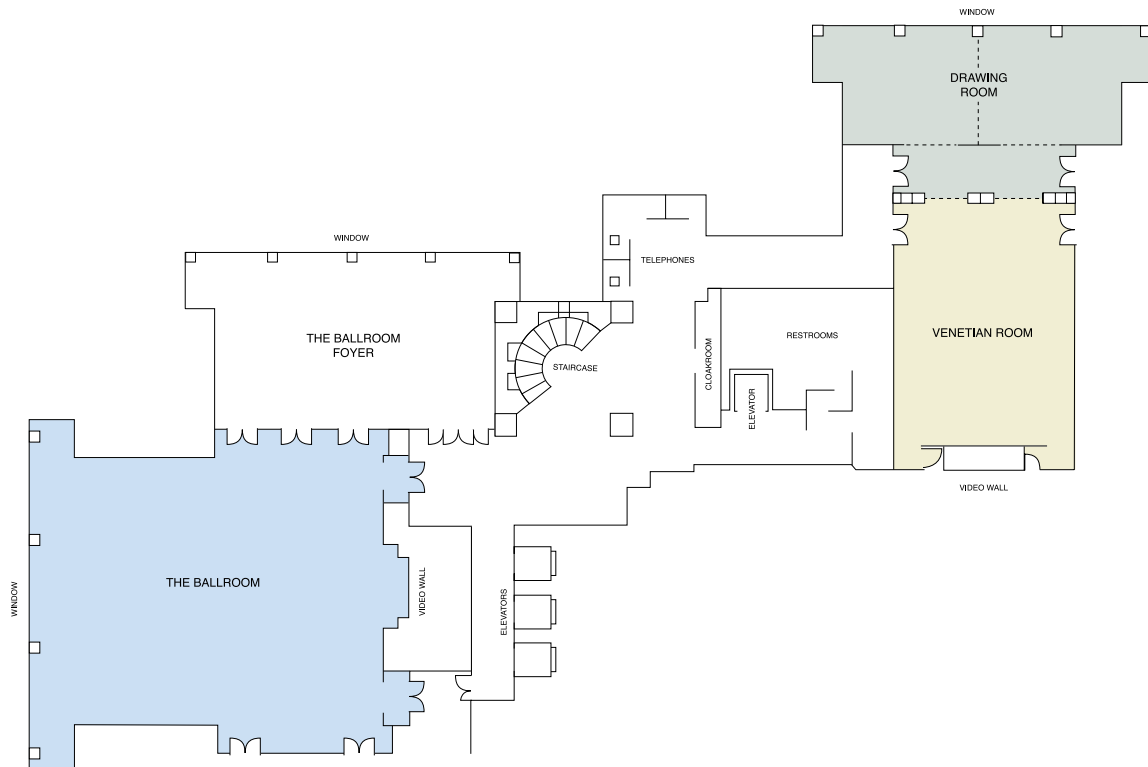 WINDOW
DRAWING
ROOM
WINDOW
TELEPHONES
THE BALLROOM
FOYER
STAIRCASE
CLOAKROOM
RESTROOMS
VENETIAN ROOM
ELEVATOR
VIDEO WALL
WINDOW
THE BALLROOM
VIDEO WALL
ELEVATORS